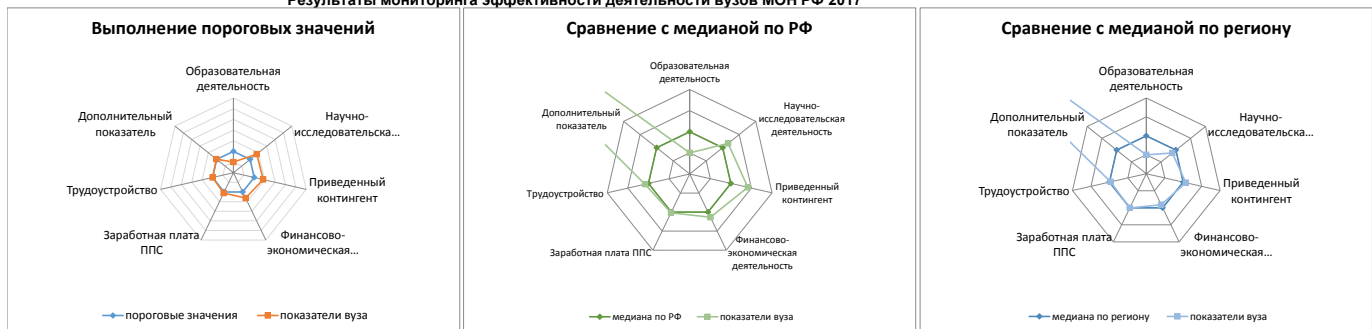 Результаты мониторинга эффективности деятельности вузов МОН РФ 2017
Выполнение пороговых значений
Образовательная
деятельность
Научно-
исследовательска...
Приведенный
контингент
Финансово-
экономическая...
Заработная плата
ППС
Трудоустройство
Дополнительный
показатель
пороговые значения
показатели вуза
Сравнение с медианой по РФ
Образовательная
деятельность
Научно-
исследовательская
деятельность
Приведенный
контингент
Финансово-
экономическая
деятельность
Заработная плата ППС
Трудоустройство
Дополнительный
показатель
медиана по РФ
показатели вуза
Сравнение с медианой по региону
Образовательная
деятельность
Научно-
исследовательска...
Приведенный
контингент
Финансово-
экономическая...
Заработная плата
ППС
Трудоустройство
Дополнительный
показатель
медиана по региону
показатели вуза